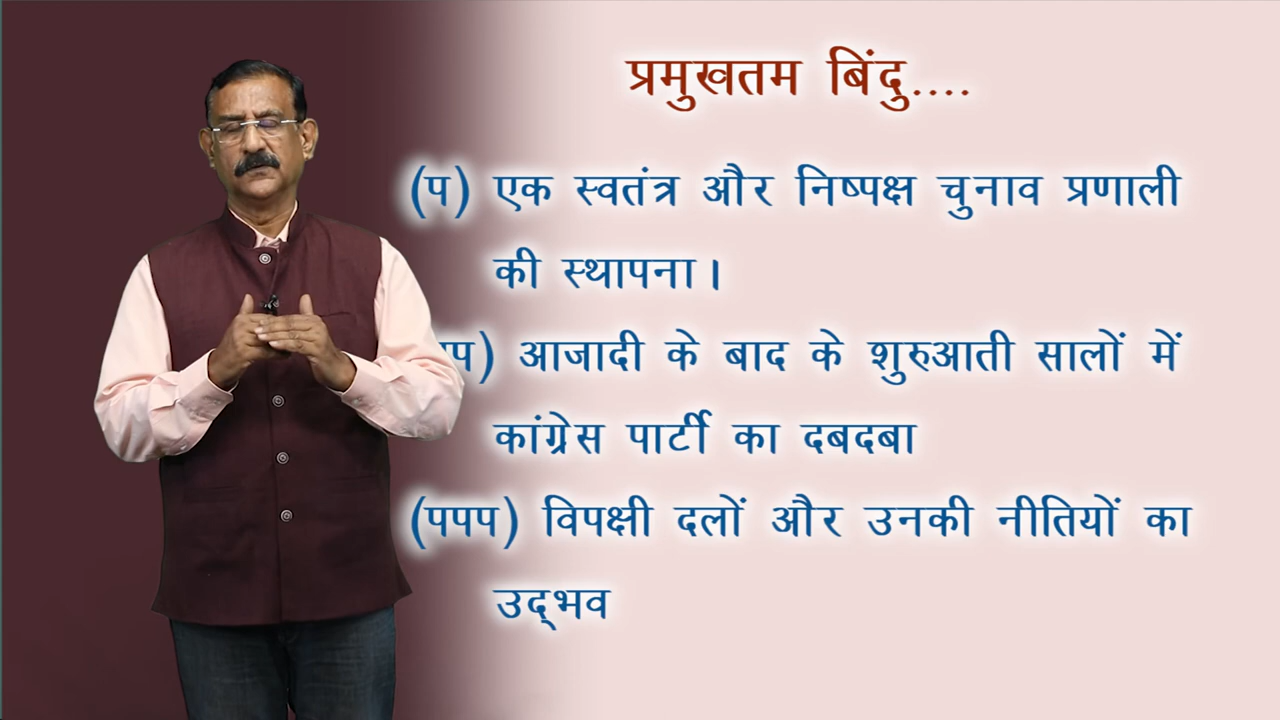 प्रमुखतम बिंदु....
(प) एक स्वतंत्र और निष्पक्ष चुनाव प्रणाली
की स्थापना।
पप) आजादी के बाद के शुरुआती सालों में
कांग्रेस पार्टी का दबदबा
(पपप) विपक्षी दलों और उनकी नीतियों का
उद्भव